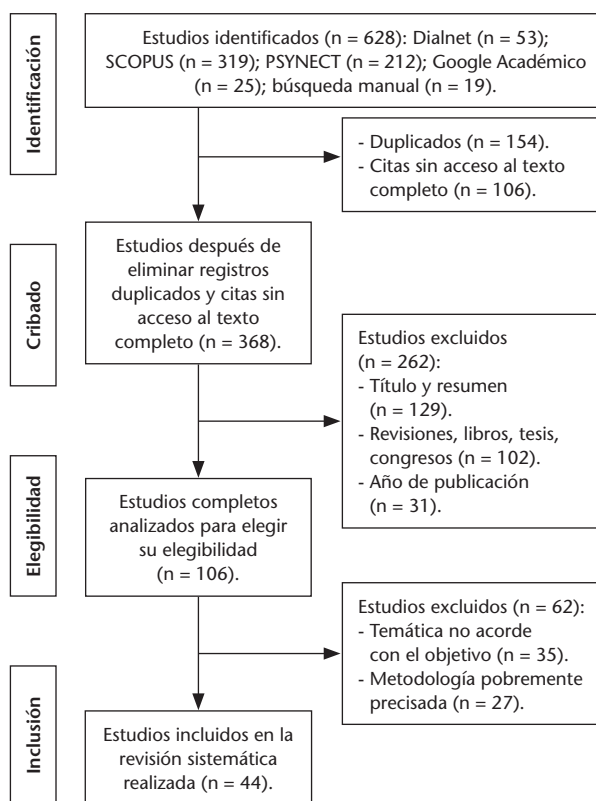 Identificación
Estudios identificados (n = 628): Dialnet (n = 53);
SCOPUS (n = 319); PSYNECT (n = 212); Google Académico
(n = 25); búsqueda manual (n = 19).
- Duplicados (n = 154).
- Citas sin acceso al texto
completo (n = 106).
Cribado
Estudios después de
eliminar registros
duplicados y citas sin
acceso al texto
completo (n = 368).
Estudios excluidos
(n = 262):
- Título y resumen
(n = 129).
- Revisiones, libros, tesis,
congresos (n = 102).
- Año de publicación
(n = 31).
Elegibilidad
Estudios completos
analizados para elegir
su elegibilidad
(n = 106).
Estudios excluidos (n = 62):
- Temática no acorde
con el objetivo (n = 35).
- Metodología pobremente
precisada (n = 27).
Inclusión
Estudios incluidos en la
revisión sistemática
realizada (n = 44).